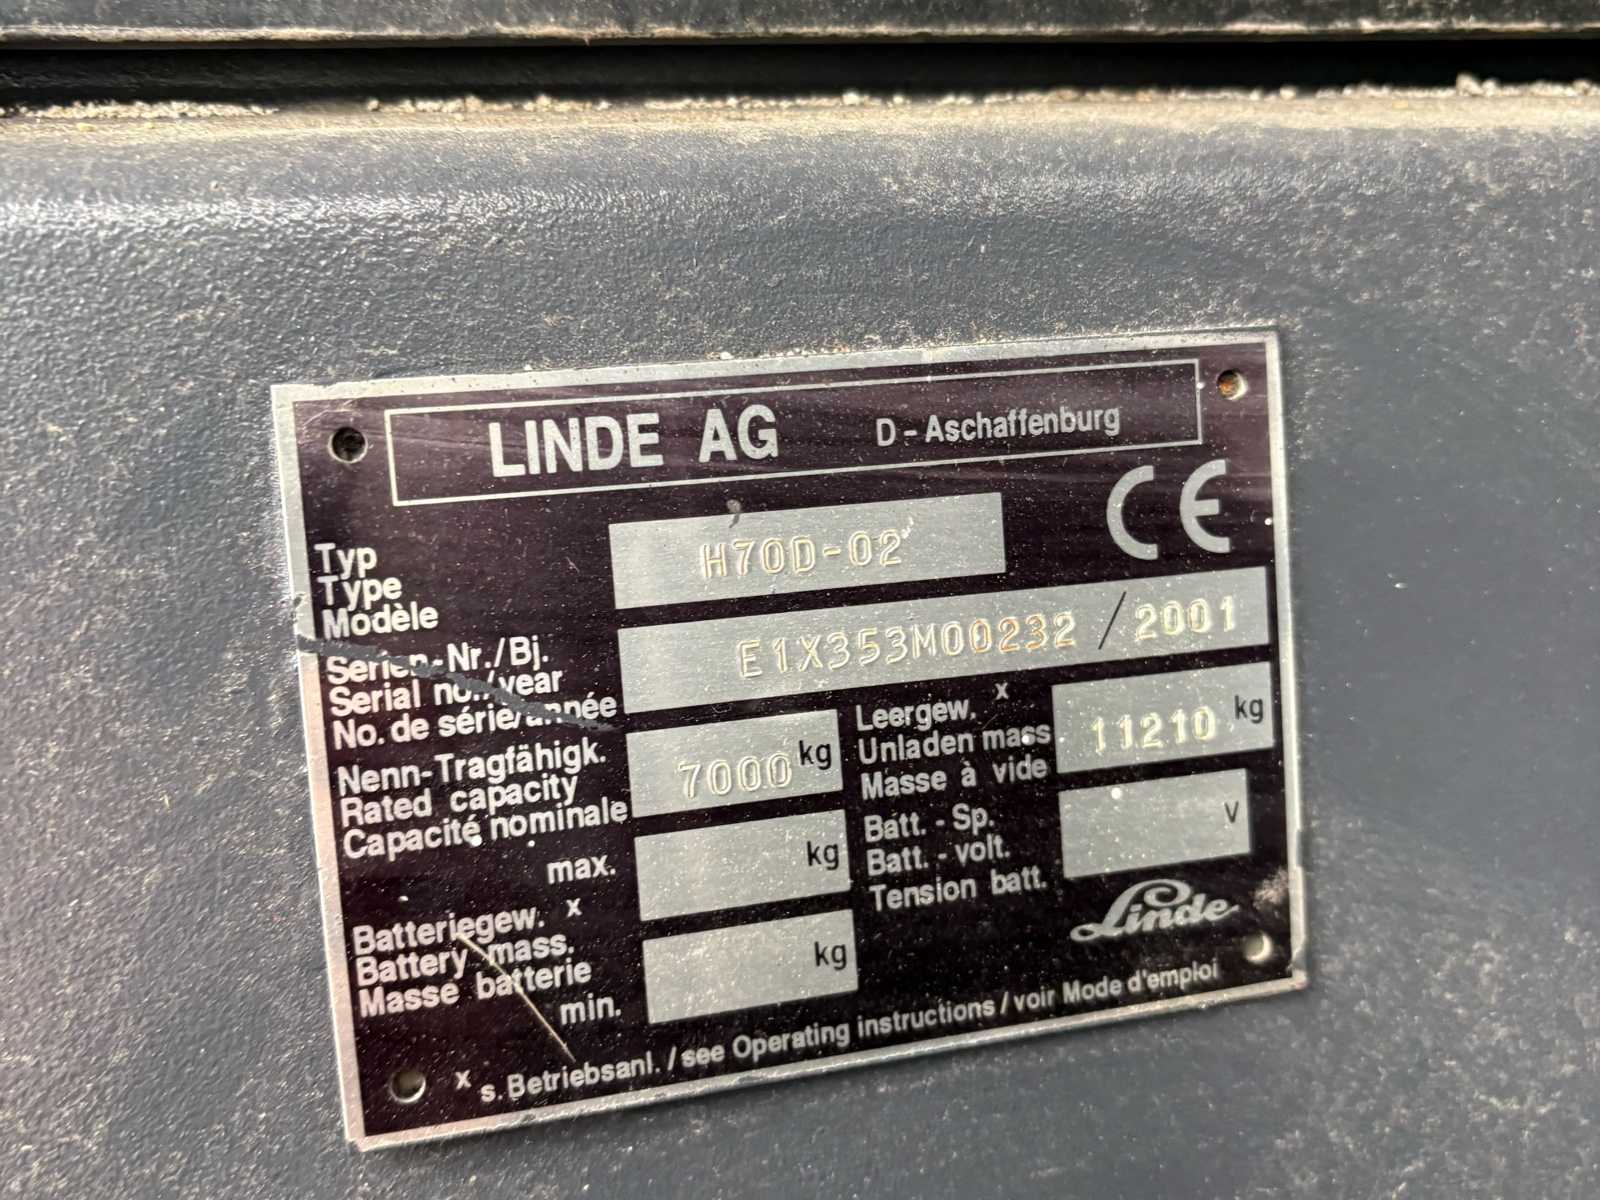 LINDE AG D - Aschaffenburg
CE
Typ
Type
Modèle
H70D-02
Serien-Nr./Bj.
Serial no./year
No. de série/année
E1X353M00232 / 2001
Nenn-Tragfähigk.
Rated capacity
Capacité nominale
7000 kg
Leergew. x
Unladen mass.
Masse à vide
11210 kg
max. kg
Batteriegew. x
Battery mass.
Masse batterie
min. kg
Batt. - Sp.
Batt. - volt.
Tension batt.
V
Linde
x s. Betriebsanl. / see Operating instructions / voir Mode d'emploi